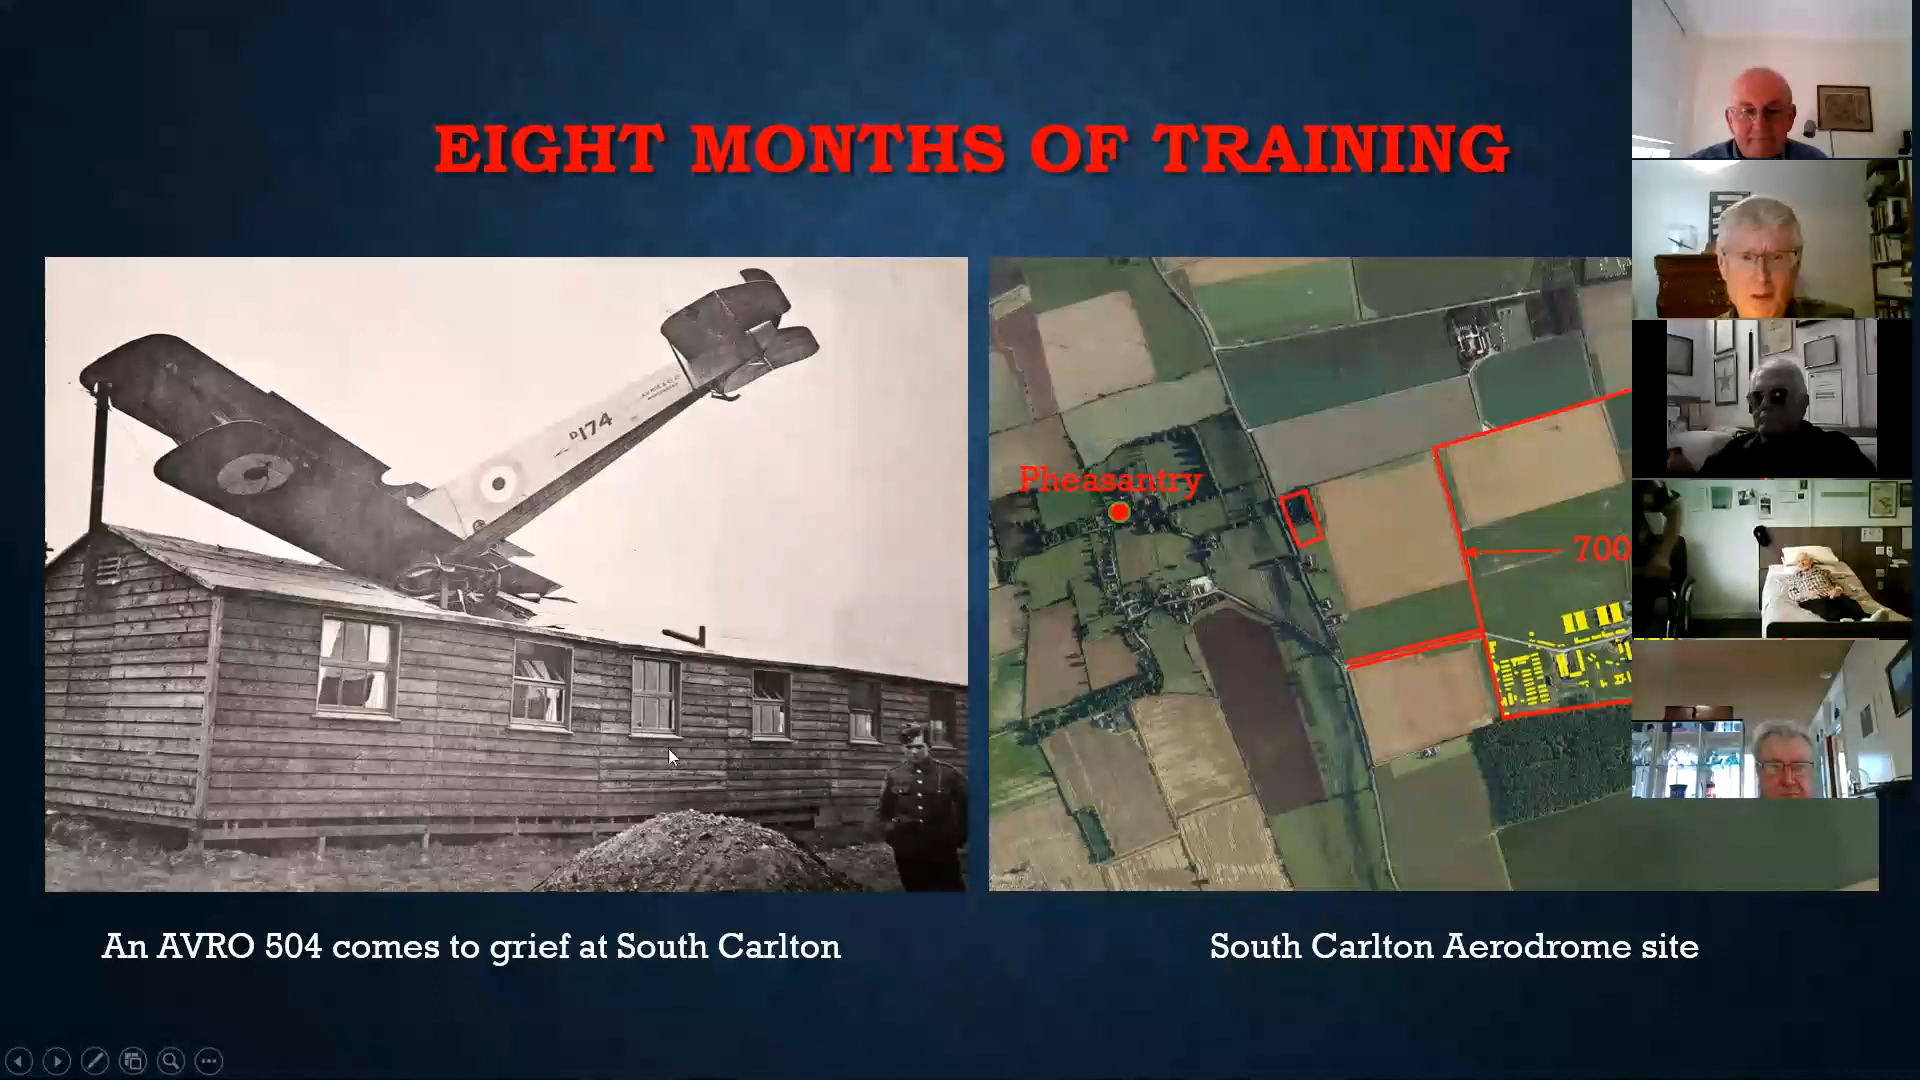 EIGHT MONTHS OF TRAINING
D174
Pheasantry
700
An AVRO 504 comes to grief at South Carlton
South Carlton Aerodrome site